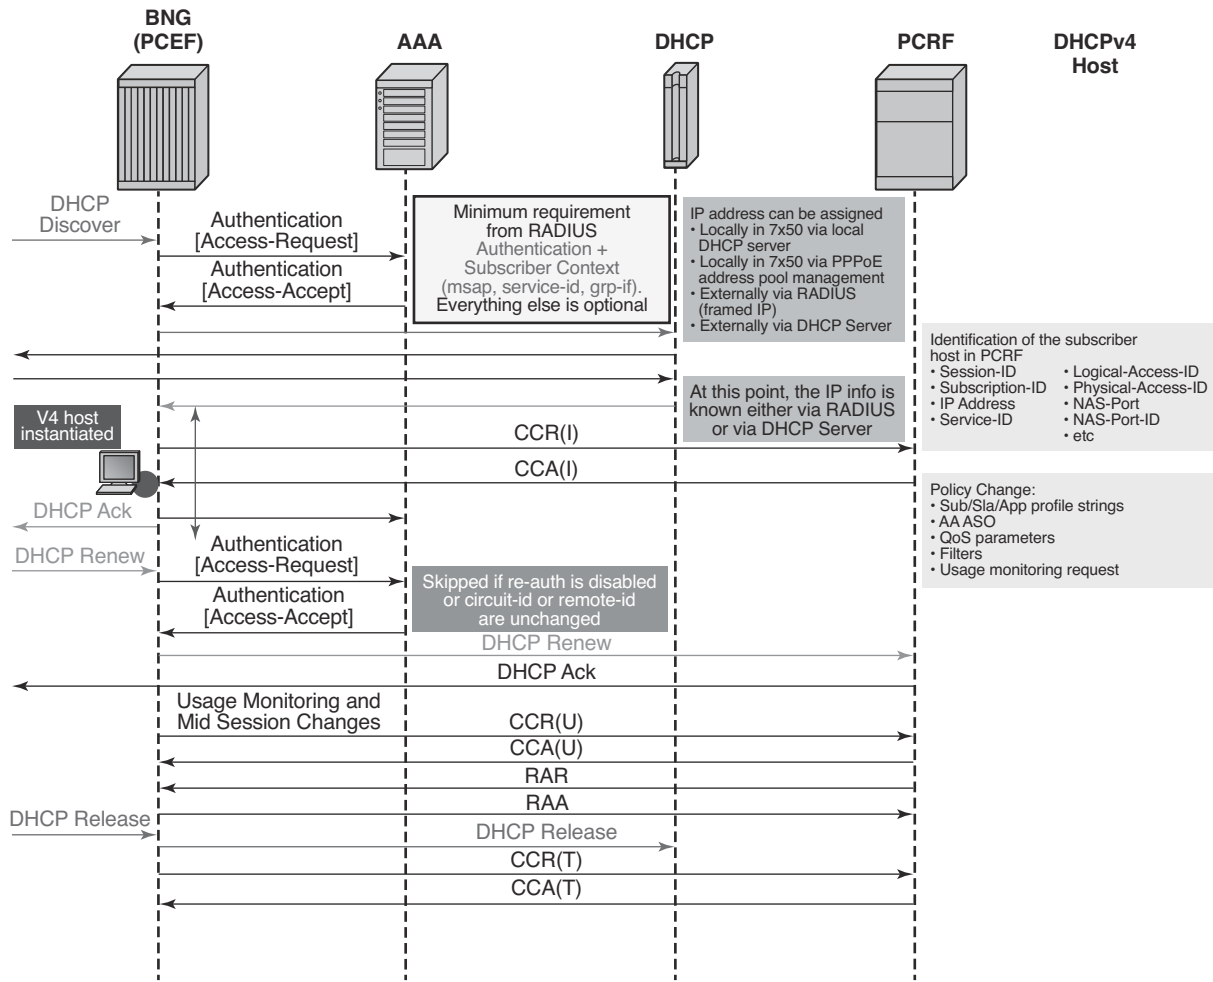 BNG
(PCEF)
AAA
DHCP
PCRF
DHCPv4
Host
DHCP
Discover
Authentication
[Access-Request]
Authentication
[Access-Accept]
Minimum requirement
from RADIUS
Authentication +
Subscriber Context
(msap, service-id, grp-if).
Everything else is optional
IP address can be assigned
• Locally in 7x50 via local
DHCP server
• Locally in 7x50 via PPPoE
address pool management
• Externally via RADIUS
(framed IP)
• Externally via DHCP Server
Identification of the subscriber
host in PCRF
• Session-ID
• Subscription-ID
• IP Address
• Service-ID
• Logical-Access-ID
• Physical-Access-ID
• NAS-Port
• NAS-Port-ID
• etc
At this point, the IP info is
known either via RADIUS
or via DHCP Server
V4 host
instantiated
CCR(I)
CCA(I)
Policy Change:
• Sub/Sla/App profile strings
• AA ASO
• QoS parameters
• Filters
• Usage monitoring request
DHCP Ack
DHCP Renew
Authentication
[Access-Request]
Authentication
[Access-Accept]
Skipped if re-auth is disabled
or circuit-id or remote-id
are unchanged
DHCP Renew
DHCP Ack
Usage Monitoring and
Mid Session Changes
CCR(U)
CCA(U)
RAR
RAA
DHCP Release
DHCP Release
CCR(T)
CCA(T)